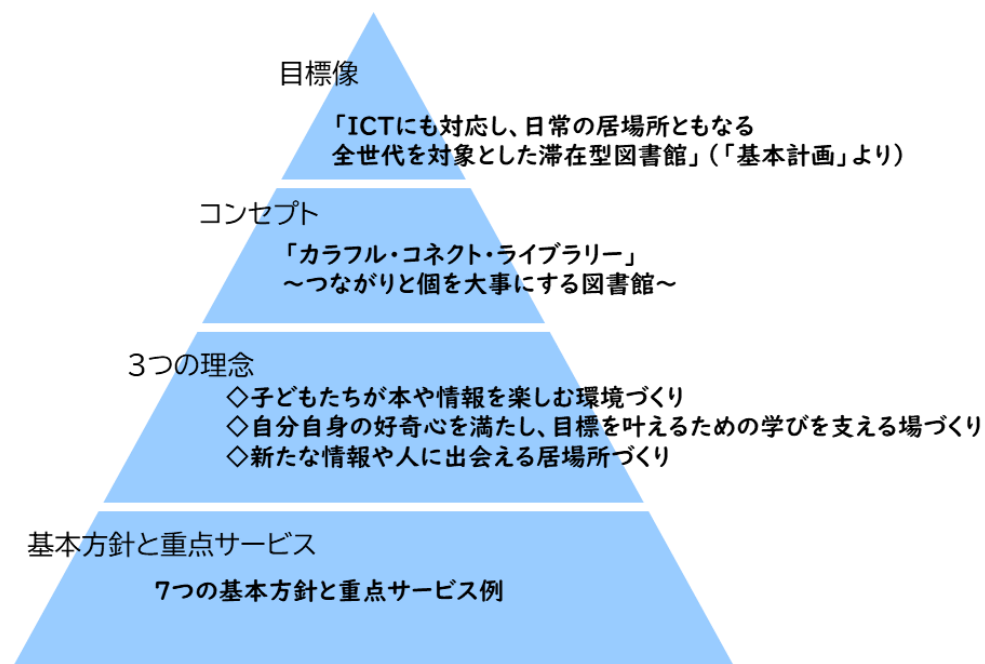 目標像
「ICTにも対応し、日常の居場所ともなる
全世代を対象とした滞在型図書館」（「基本計画」より）
コンセプト
「カラフル・コネクト・ライブラリー」
～つながりと個を大事にする図書館～
３つの理念
◇子どもたちが本や情報を楽しむ環境づくり
◇自分自身の好奇心を満たし、目標を叶えるための学びを支える場づくり
◇新たな情報や人に出会える居場所づくり
基本方針と重点サービス
７つの基本方針と重点サービス例